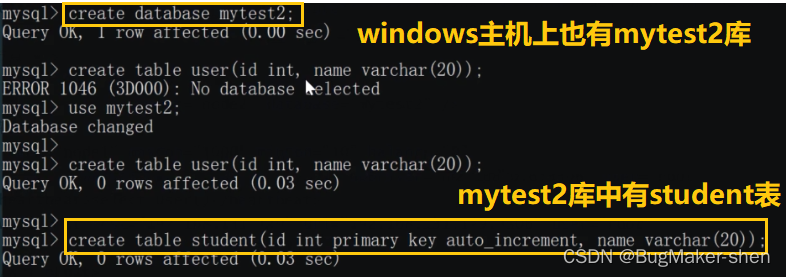 mysql> create database mytest2;
Query OK, 1 row affected (0.00 sec)
windows主机上也有mytest2库
mysql> create table user(id int, name varchar(20));
ERROR 1046 (3D000): No database selected
mysql> use mytest2;
Database changed
mysql>
mysql> create table user(id int, name varchar(20));
Query OK, 0 rows affected (0.03 sec)
mytest2库中有student表
mysql>
mysql> create table student(id int primary key auto_increment, name varchar(20));
Query OK, 0 rows affected (0.03 sec)
CSDN @BugMaker-shen